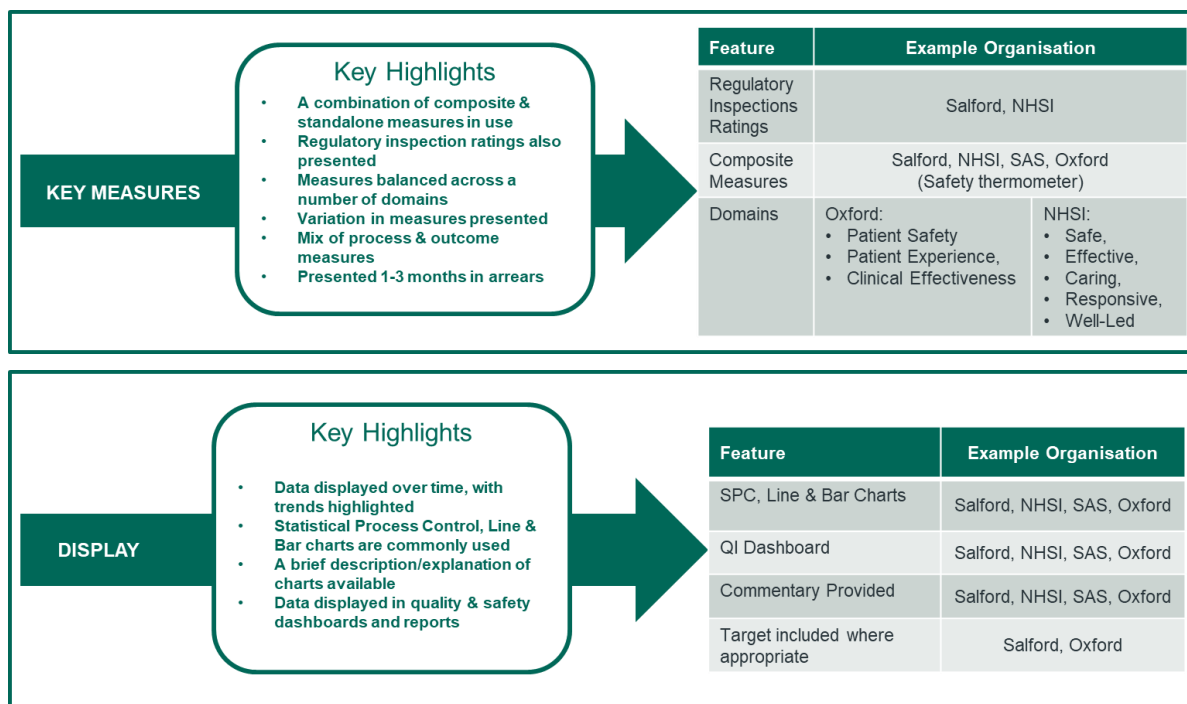 KEY MEASURES
Key Highlights
• A combination of composite &
standalone measures in use
• Regulatory inspection ratings also
presented
• Measures balanced across a
number of domains
• Variation in measures presented
• Mix of process & outcome
measures
• Presented 1-3 months in arrears
Feature Example Organisation
Regulatory
Inspections
Ratings
Salford, NHSI
Composite
Measures
Salford, NHSI, SAS, Oxford
(Safety thermometer)
Domains
Oxford:
• Patient Safety
• Patient Experience,
• Clinical Effectiveness
NHSI:
• Safe,
• Effective,
• Caring,
• Responsive,
• Well-Led
DISPLAY
Key Highlights
• Data displayed over time, with
trends highlighted
• Statistical Process Control, Line &
Bar charts are commonly used
• A brief description/explanation of
charts available
• Data displayed in quality & safety
dashboards and reports
Feature Example Organisation
SPC, Line & Bar Charts Salford, NHSI, SAS, Oxford
QI Dashboard Salford, NHSI, SAS, Oxford
Commentary Provided Salford, NHSI, SAS, Oxford
Target included where
appropriate
Salford, Oxford